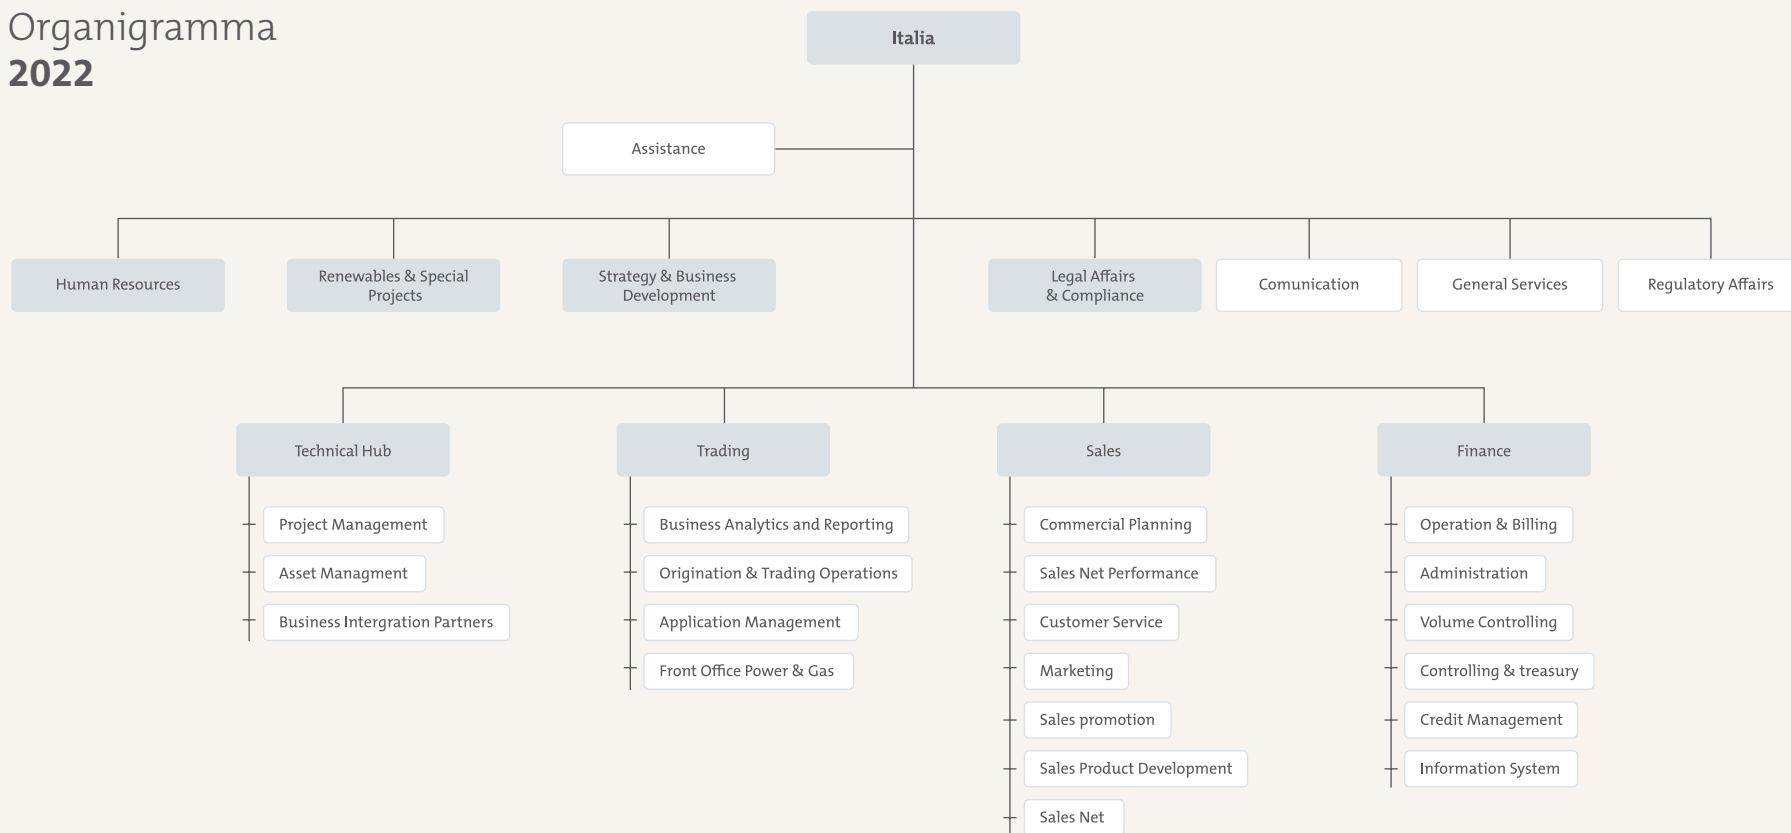 Organigramma
2022
Italia
Assistance
Human Resources
Renewables & Special
Projects
Strategy & Business
Development
Legal Affairs
& Compliance
Comunication
General Services
Regulatory Affairs
Technical Hub
Project Management
Asset Managment
Business Intergration Partners
Trading
Business Analytics and Reporting
Origination & Trading Operations
Application Management
Front Office Power & Gas
Sales
Commercial Planning
Sales Net Performance
Customer Service
Marketing
Sales promotion
Sales Product Development
Sales Net
Finance
Operation & Billing
Administration
Volume Controlling
Controlling & treasury
Credit Management
Information System